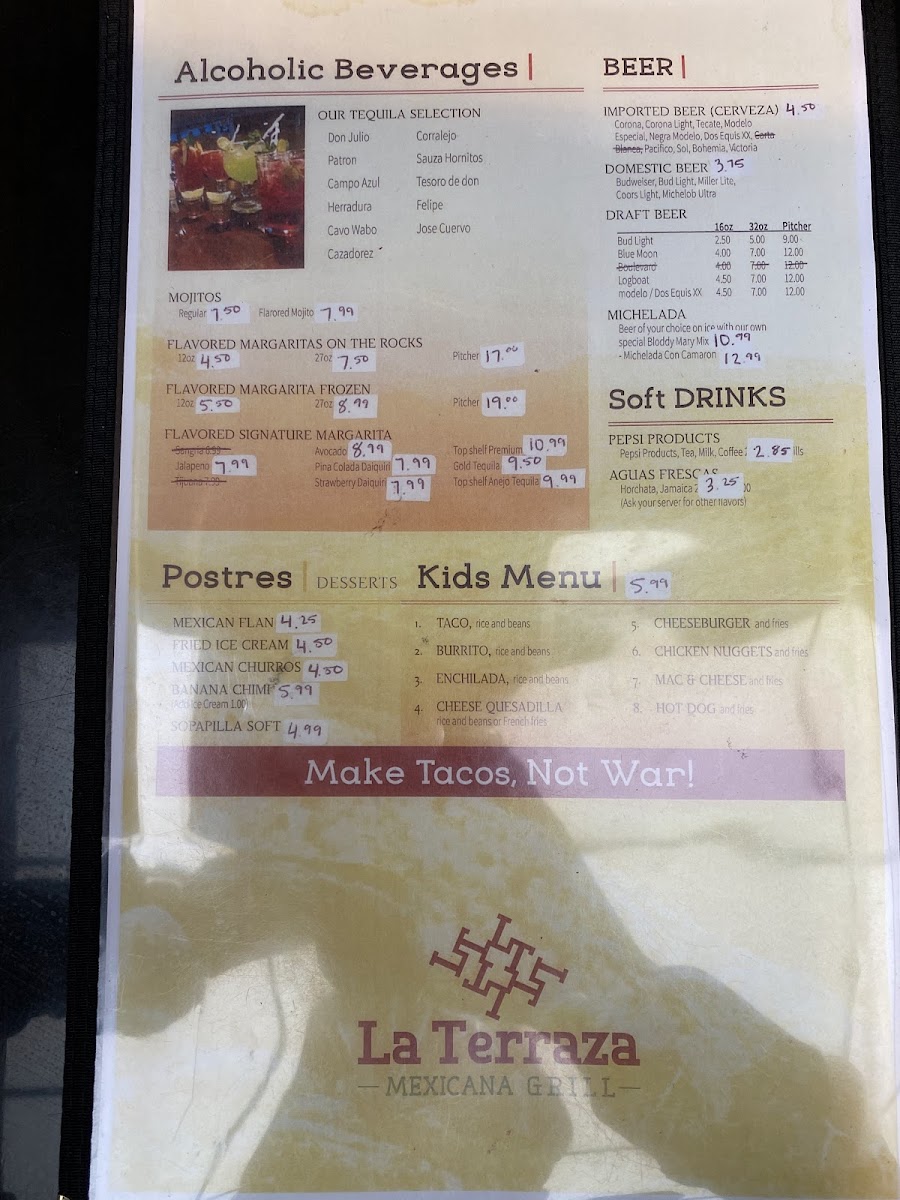 Alcoholic Beverages
OUR TEQUILA SELECTION
Don Julio
Patron
Campo Azul
Herradura
Cavo Wabo
Cazadorez
Corralejo
Sauza Hornitos
Tesoro de don
Felipe
Jose Cuervo
MOJITOS
Regular 7.50 Flarored Mojito 7.99
FLAVORED MARGARITAS ON THE ROCKS
12oz 4.50 27oz 7.50 Pitcher 17.00
FLAVORED MARGARITA FROZEN
12oz 5.50 27oz 8.99 Pitcher 19.00
FLAVORED SIGNATURE MARGARITA
Sangria 6.99 Avocado 8.99 Top shelf Premium 10.99
Jalapeno 7.99 Pina Colada Daiquiri 7.99 Gold Tequila 9.50
Tijuana 7.99 Strawberry Daiquiri 7.99 Top shelf Anejo Tequila 9.99
BEER
IMPORTED BEER (CERVEZA) 4.50
Corona, Corona Light, Tecate, Modelo
Especial, Negra Modelo, Dos Equis XX, Carta
Blanca, Pacifico, Sol, Bohemia, Victoria
DOMESTIC BEER 3.75
Budweiser, Bud Light, Miller Lite,
Coors Light, Michelob Ultra
DRAFT BEER
16oz 32oz Pitcher
Bud Light 2.50 5.00 9.00
Blue Moon 4.00 7.00 12.00
Boulevard 4.00 7.00 12.00
Logboat 4.50 7.00 12.00
modelo / Dos Equis XX 4.50 7.00 12.00
MICHELADA
Beer of your choice on ice with our own
special Bloddy Mary Mix 10.99
- Michelada Con Camaron 12.99
Soft DRINKS
PEPSI PRODUCTS
Pepsi Products, Tea, Milk, Coffee 2.85 lls
AGUAS FRESCAS
Horchata, Jamaica 3.25
(Ask your server for other flavors)
Postres | DESSERTS
MEXICAN FLAN 4.25
FRIED ICE CREAM 4.50
MEXICAN CHURROS 4.50
BANANA CHIMI 5.99
(Add Ice Cream 1.00)
SOPAPILLA SOFT 4.99
Kids Menu | 5.99
1. TACO, rice and beans
2. BURRITO, rice and beans
3. ENCHILADA, rice and beans
4. CHEESE QUESADILLA
rice and beans or French fries
5. CHEESEBURGER and fries
6. CHICKEN NUGGETS and fries
7. MAC & CHEESE and fries
8. HOT DOG and fries
Make Tacos, Not War!
La Terraza
MEXICANA GRILL